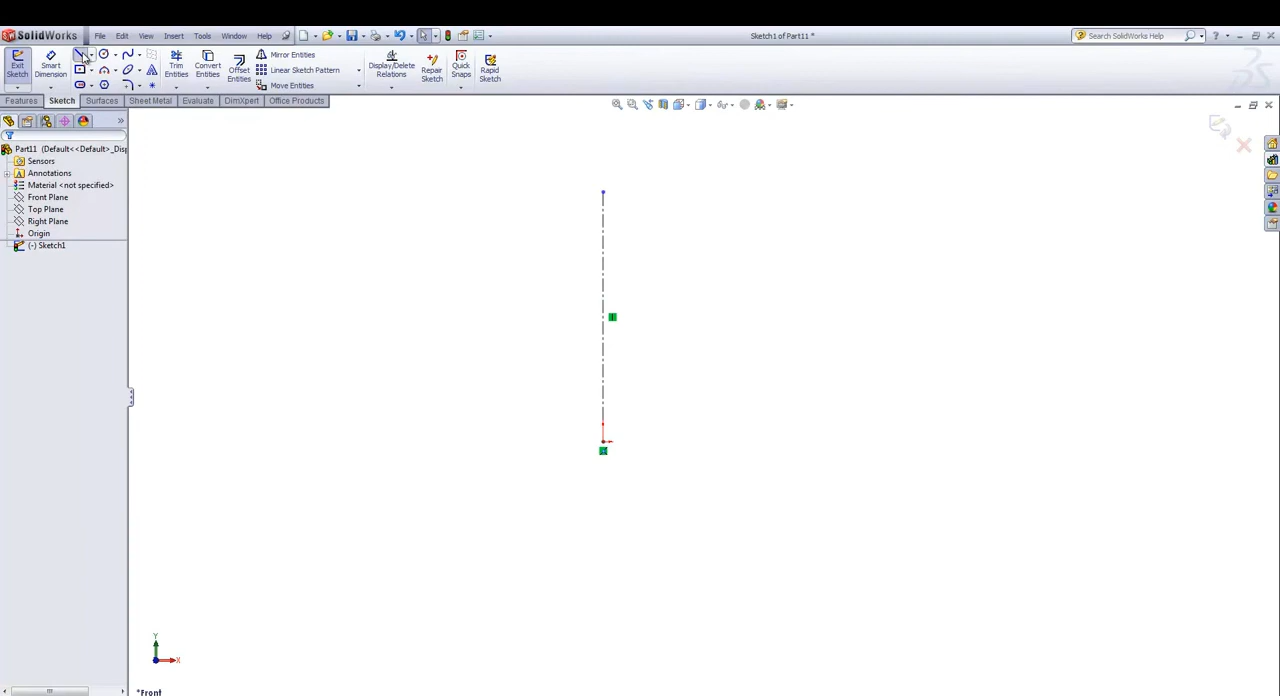 SolidWorks File Edit View Insert Tools Window Help Sketch1 of Part11 * Search SolidWorks Help ?
Exit Sketch Smart Dimension Trim Entities Convert Entities Offset Entities Mirror Entities Display/Delete Relations Repair Sketch Quick Snaps Rapid Sketch
Linear Sketch Pattern
Move Entities
Features Sketch Surfaces Sheet Metal Evaluate DimXpert Office Products
»
Part11 (Default<<Default>_Disp
Sensors
A Annotations
Material <not specified>
Front Plane
Top Plane
Right Plane
Origin
(-) Sketch1
Y
X
*Front